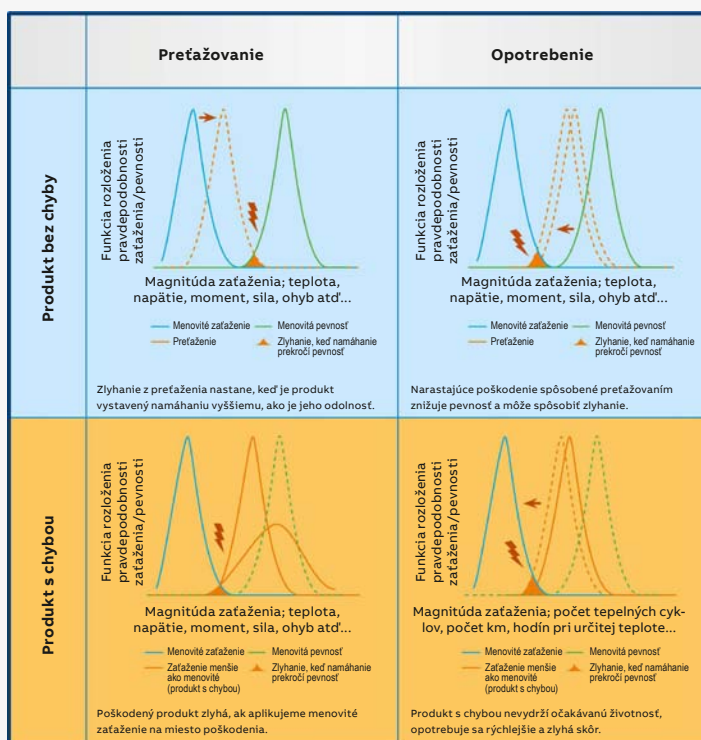 Preťažovanie
Opotrebenie
Produkt bez chyby
Funkcia rozloženia
pravdepodobnosti
zaťaženia/pevnosti
Magnitúda zaťaženia; teplota,
napätie, moment, sila, ohyb atď...
Menovité zaťaženie
Menovitá pevnosť
Preťaženie
Zlyhanie, keď namáhanie
prekročí pevnosť
Zlyhanie z preťaženia nastane, keď je produkt
vystavený namáhaniu vyššiemu, ako je jeho odolnosť.
Funkcia rozloženia
pravdepodobnosti
zaťaženia/pevnosti
Magnitúda zaťaženia; teplota,
napätie, moment, sila, ohyb atď...
Menovité zaťaženie
Menovitá pevnosť
Preťaženie
Zlyhanie, keď namáhanie
prekročí pevnosť
Narastajúce poškodenie spôsobené preťažovaním
znižuje pevnosť a môže spôsobiť zlyhanie.
Produkt s chybou
Funkcia rozloženia
pravdepodobnosti
zaťaženia/pevnosti
Magnitúda zaťaženia; teplota,
napätie, moment, sila, ohyb atď...
Menovité zaťaženie
Menovitá pevnosť
Zaťaženie menšie
ako menovité
(produkt s chybou)
Zlyhanie, keď namáhanie
prekročí pevnosť
Poškodený produkt zlyhá, ak aplikujeme menovité
zaťaženie na miesto poškodenia.
Funkcia rozloženia
pravdepodobnosti
zaťaženia/pevnosti
Magnitúda zaťaženia; počet tepelných cyk-
lov, počet km, hodín pri určitej teplote...
Menovité zaťaženie
Menovitá pevnosť
Zaťaženie menšie
ako menovité
(produkt s chybou)
Zlyhanie, keď namáhanie
prekročí pevnosť
Produkt s chybou nevydrží očakávanú životnosť,
opotrebuje sa rýchlejšie a zlyhá skôr.